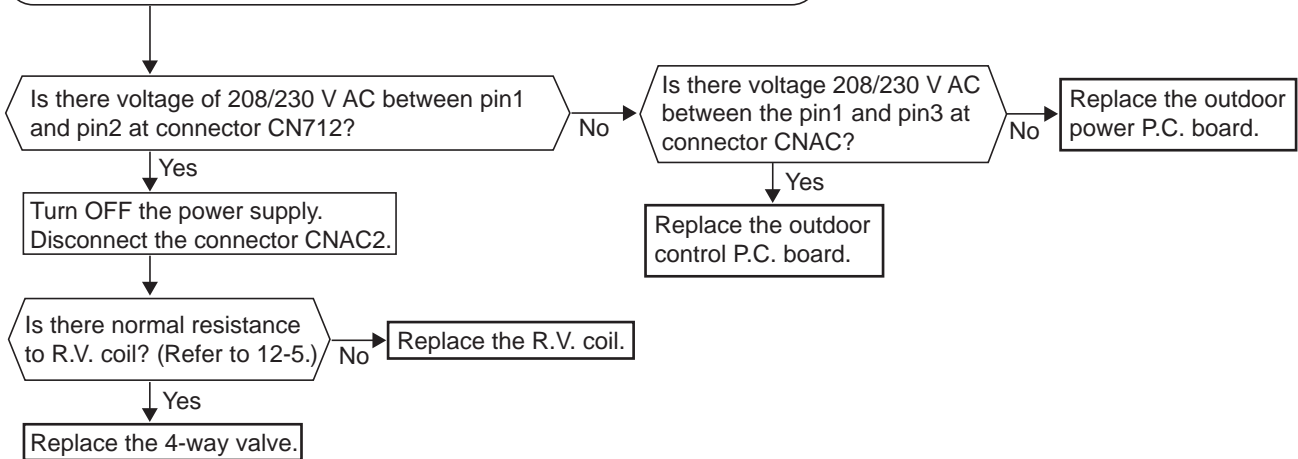 Is there voltage of 208/230 V AC between pin1
and pin2 at connector CN712?
No
Is there voltage 208/230 V AC
between the pin1 and pin3 at
connector CNAC?
No
Replace the outdoor
power P.C. board.
Yes
Yes
Turn OFF the power supply.
Disconnect the connector CNAC2.
Replace the outdoor
control P.C. board.
Is there normal resistance
to R.V. coil? (Refer to 12-5.)
No
Replace the R.V. coil.
Yes
Replace the 4-way valve.